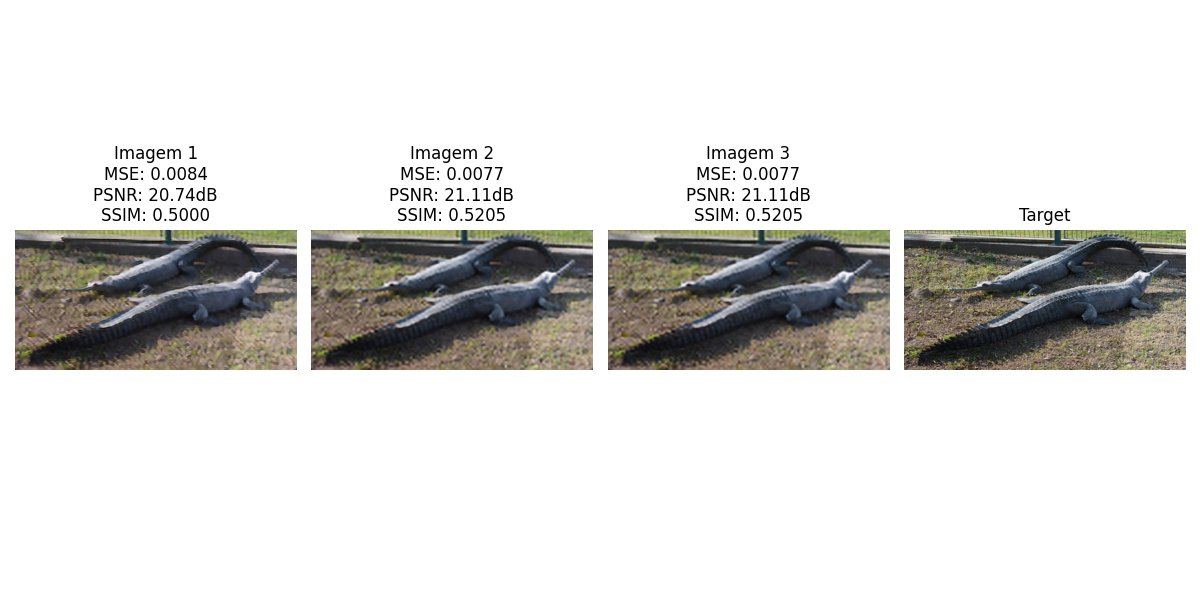 Imagem 1
MSE: 0.0084
PSNR: 20.74dB
SSIM: 0.5000
Imagem 2
MSE: 0.0077
PSNR: 21.11dB
SSIM: 0.5205
Imagem 3
MSE: 0.0077
PSNR: 21.11dB
SSIM: 0.5205
Target